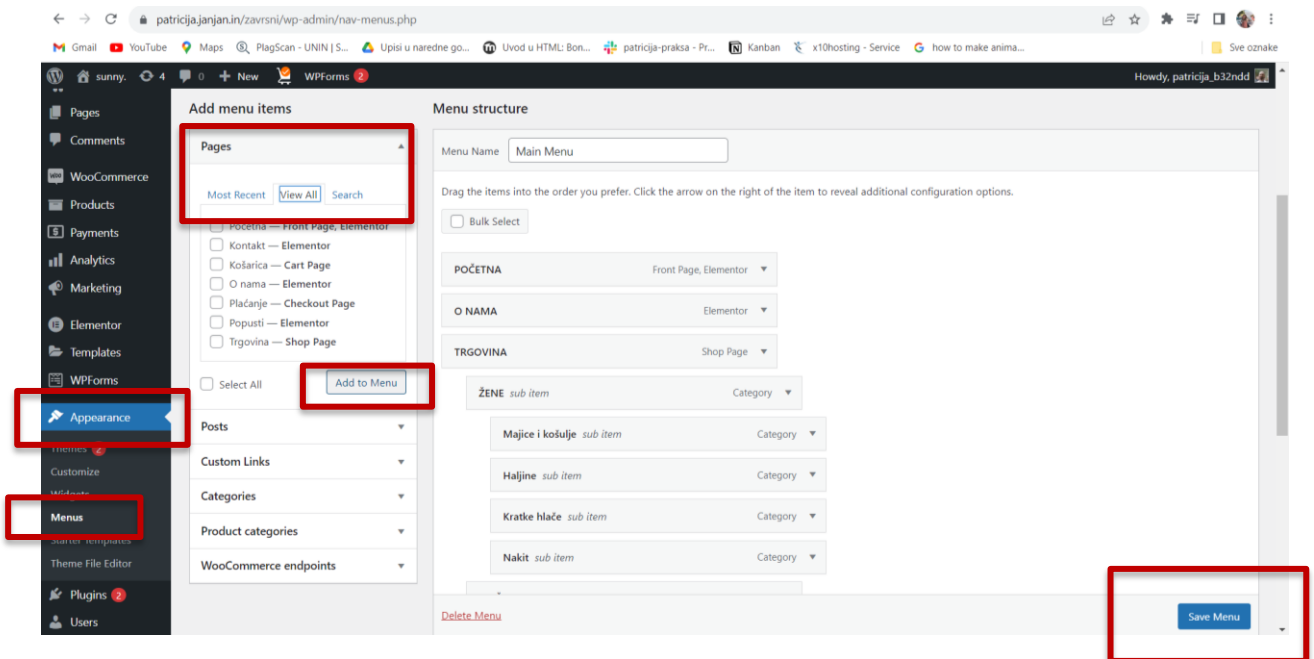 patricija.janjan.in/zavrsni/wp-admin/nav-menus.php
Gmail YouTube Maps PlagScan - UNIN | S... Upisi u naredne go... Uvod u HTML: Bon... patricija-praksa - Pr... Kanban x10hosting - Service how to make anima... Sve oznake
sunny. 4 0 + New WPForms 2 Howdy, patricija_b32ndd
Pages
Comments
WooCommerce
Products
Payments
Analytics
Marketing
Elementor
Templates
WPForms
Appearance
Themes 2
Customize
Widgets
Menus
Starter Templates
Theme File Editor
Plugins 2
Users
Add menu items
Pages
Most Recent View All Search
Početna — Front Page, Elementor
Kontakt — Elementor
Košarica — Cart Page
O nama — Elementor
Plaćanje — Checkout Page
Popusti — Elementor
Trgovina — Shop Page
Select All Add to Menu
Posts
Custom Links
Categories
Product categories
WooCommerce endpoints
Menu structure
Menu Name Main Menu
Drag the items into the order you prefer. Click the arrow on the right of the item to reveal additional configuration options.
Bulk Select
POČETNA Front Page, Elementor
O NAMA Elementor
TRGOVINA Shop Page
ŽENE sub item Category
Majice i košulje sub item Category
Haljine sub item Category
Kratke hlače sub item Category
Nakit sub item Category
Delete Menu Save Menu